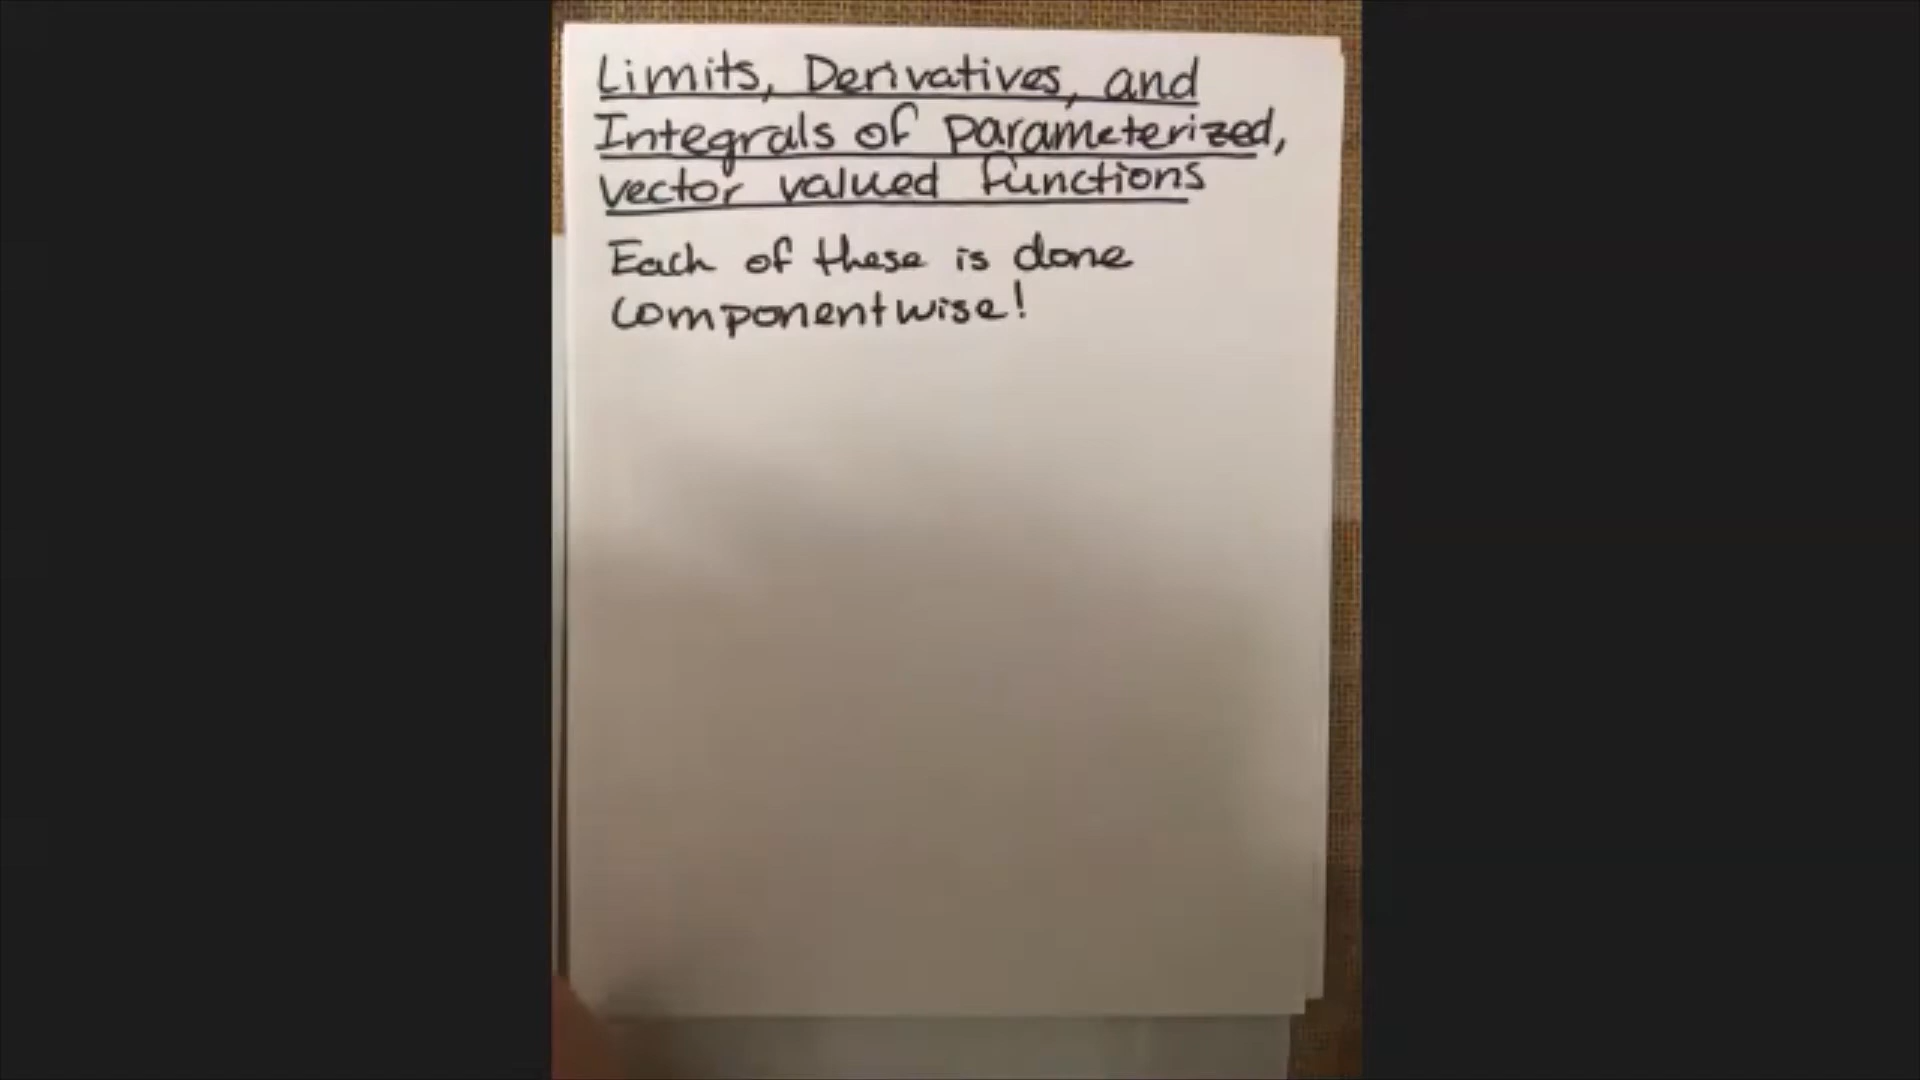 Limits, Derivatives, and
Integrals of parameterized,
vector valued functions
Each of these is done
componentwise!